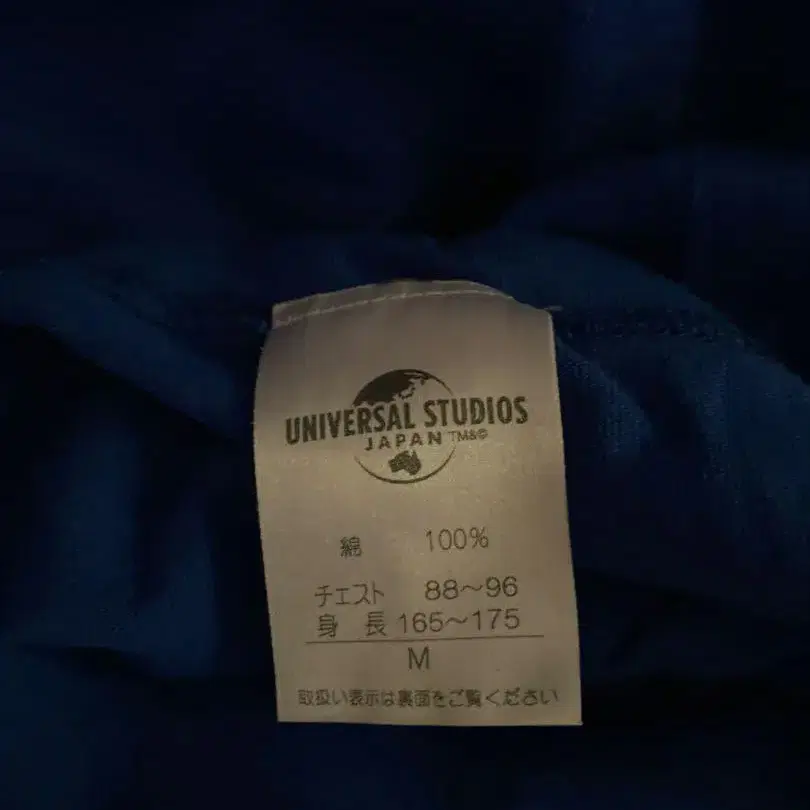 UNIVERSAL STUDIOS
JAPAN TM&©
綿 100%
チェスト 88～96
身長 165～175
M
取扱い表示は裏面をご覧ください